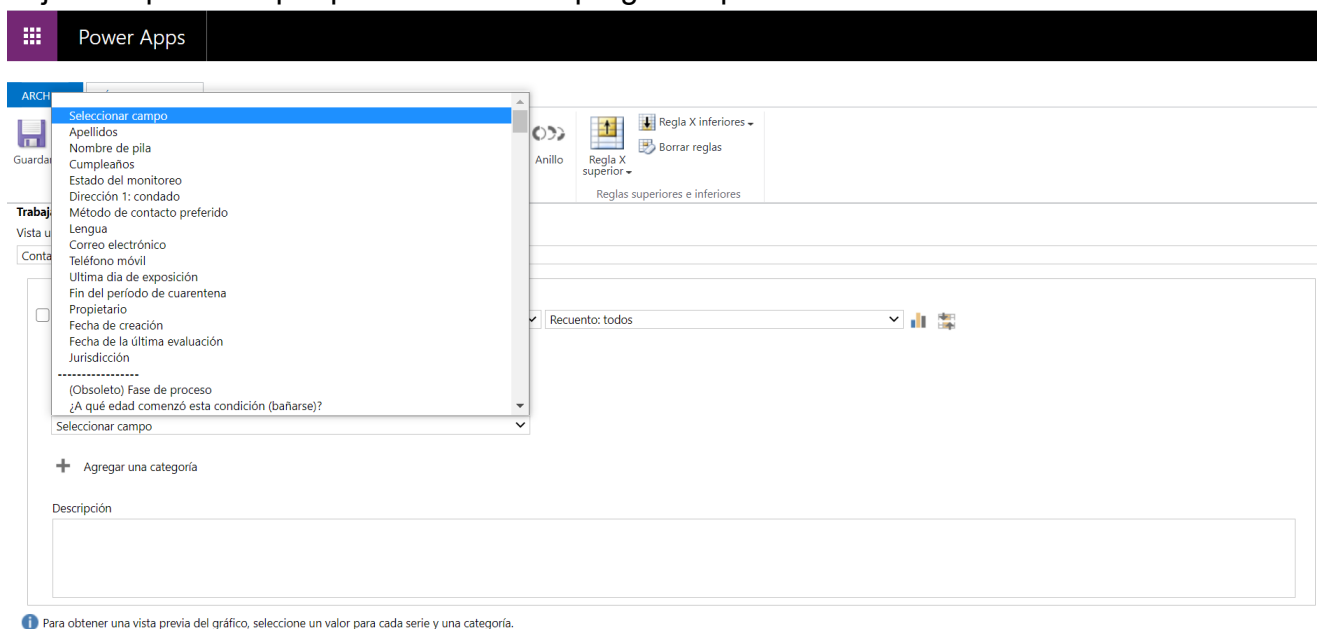 Power Apps
ARCH
Seleccionar campo
Apellidos
Nombre de pila
Cumpleaños
Estado del monitoreo
Dirección 1: condado
Método de contacto preferido
Lengua
Correo electrónico
Teléfono móvil
Ultima dia de exposición
Fin del período de cuarentena
Propietario
Fecha de creación
Fecha de la última evaluación
Jurisdicción
-----------------
(Obsoleto) Fase de proceso
¿A qué edad comenzó esta condición (bañarse)?
Guardar
Anillo
Regla X superior
Regla X inferiores
Borrar reglas
Reglas superiores e inferiores
Trabaj
Vista u
Conta
Recuento: todos
Seleccionar campo
Agregar una categoría
Descripción
Para obtener una vista previa del gráfico, seleccione un valor para cada serie y una categoría.